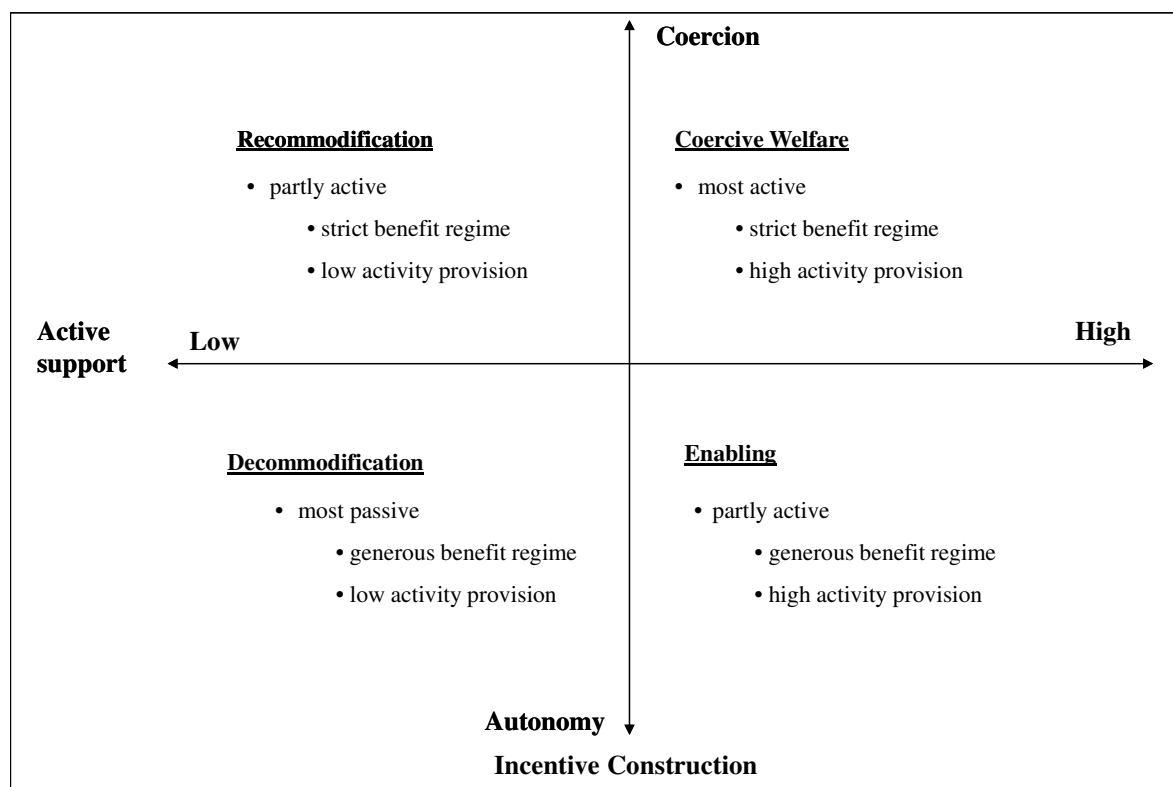 Coercion
Recommodification
• partly active
• strict benefit regime
• low activity provision
Coercive Welfare
• most active
• strict benefit regime
• high activity provision
Active
support
Low
High
Decommodification
• most passive
• generous benefit regime
• low activity provision
Enabling
• partly active
• generous benefit regime
• high activity provision
Autonomy
Incentive Construction